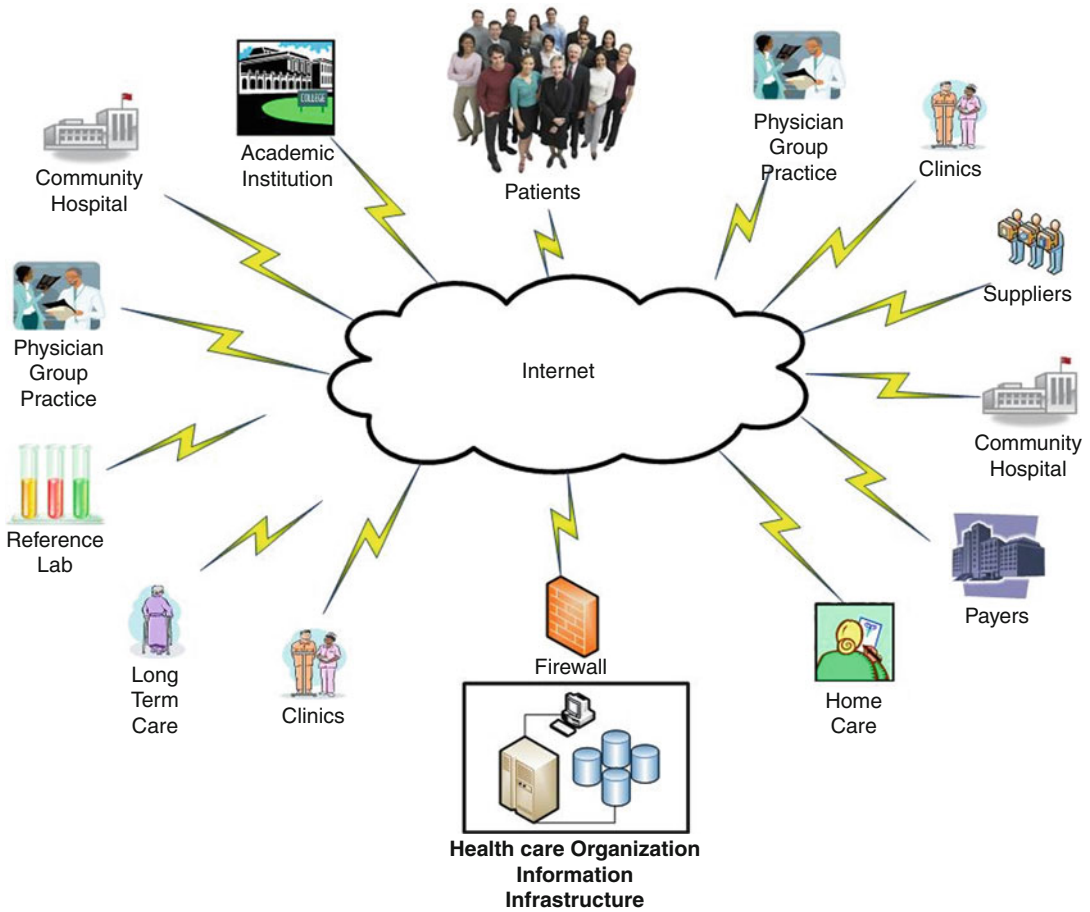 COLLEGE
Academic
Institution
Patients
Physician
Group
Practice
Clinics
Community
Hospital
Suppliers
Physician
Group
Practice
Internet
Community
Hospital
Reference
Lab
Payers
Long
Term
Care
Clinics
Firewall
Home
Care
Health care Organization
Information
Infrastructure